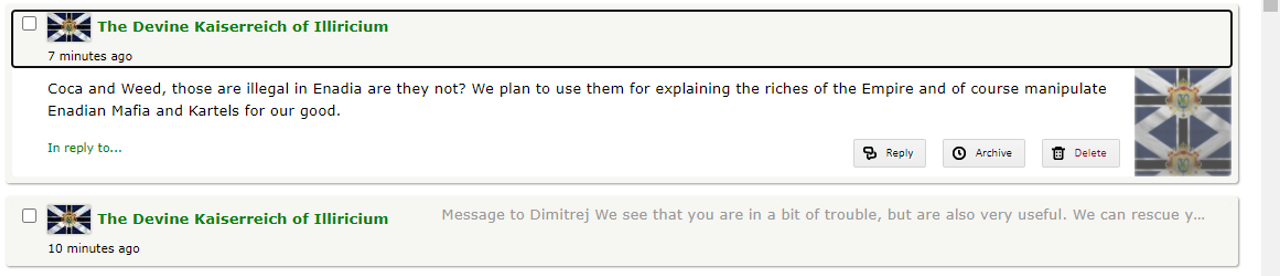 The Devine Kaiserreich of Illiricium
7 minutes ago
Coca and Weed, those are illegal in Enadia are they not? We plan to use them for explaining the riches of the Empire and of course manipulate
Enadian Mafia and Kartels for our good.
In reply to...
Reply
Archive
Delete
The Devine Kaiserreich of Illiricium
Message to Dimitrej We see that you are in a bit of trouble, but are also very useful. We can rescue y...
10 minutes ago